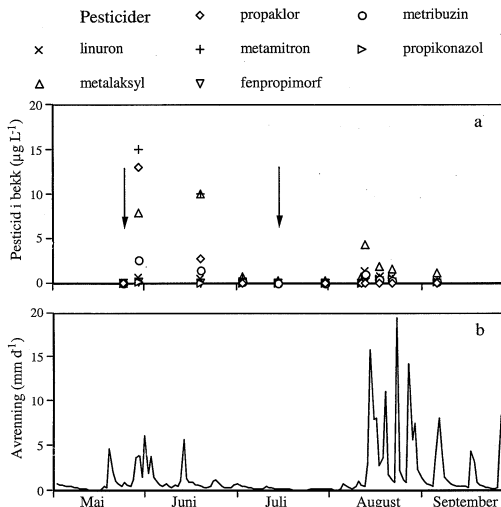 Pesticider ◇ propaklor ○ metribuzin
× linuron + metamitron ▷ propikonazol
△ metalaksyl ▽ fenpropimorf
a
Pesticid i bekk (µg L⁻¹)
20
15
10
5
0
b
Avrenning (mm d⁻¹)
20
15
10
5
0
Mai Juni Juli August September